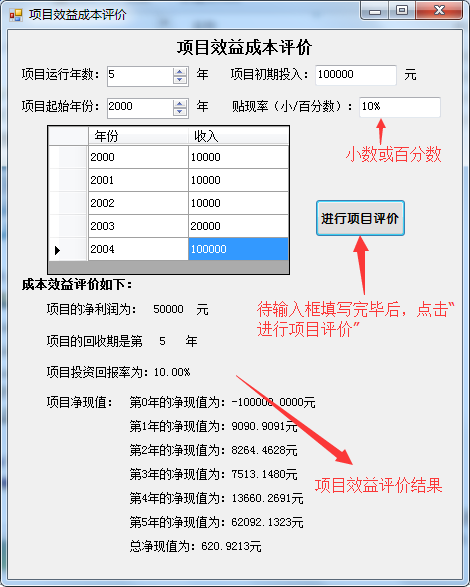 项目效益成本评价
项目效益成本评价
项目运行年数: 5 年 项目初期投入: 100000 元
项目起始年份: 2000 年 贴现率（小/百分数）: 10%
小数或百分数
年份 收入
2000 10000
2001 10000
2002 10000
2003 20000
2004 100000
进行项目评价
待输入框填写完毕后，点击“
进行项目评价”
成本效益评价如下:
项目的净利润为: 50000 元
项目的回收期是第 5 年
项目投资回报率为: 10.00%
项目净现值: 第0年的净现值为: -100000.0000元
第1年的净现值为: 9090.9091元
第2年的净现值为: 8264.4628元
第3年的净现值为: 7513.1480元
第4年的净现值为: 13660.2691元
第5年的净现值为: 62092.1323元
总净现值为: 620.9213元
项目效益评价结果